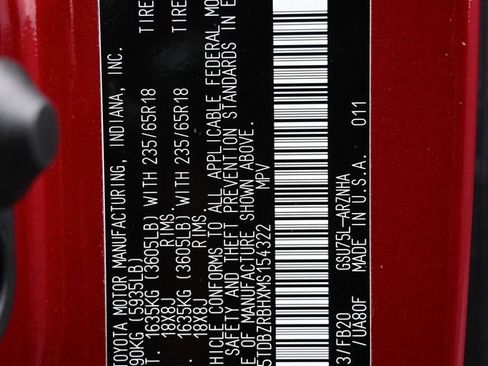 TOYOTA MOTOR MANUFACTURING, INDIANA, INC.
90KG (5935LB)
T. 1635KG (3605LB) WITH 235/65R18 TIRE
18X8J RIMS,
1635KG (3605LB) WITH 235/65R18 TIRE
18X8J RIMS.
HICLE CONFORMS TO ALL APPLICABLE FEDERAL MO
SAFETY AND THEFT PREVENTION STANDARDS IN E
E OF MANUFACTURE SHOWN ABOVE.
5TDBZRBHXMS154322 MPV
3/FB20 GSU75L-ARZNHA
/UA80F MADE IN U.S.A. 011